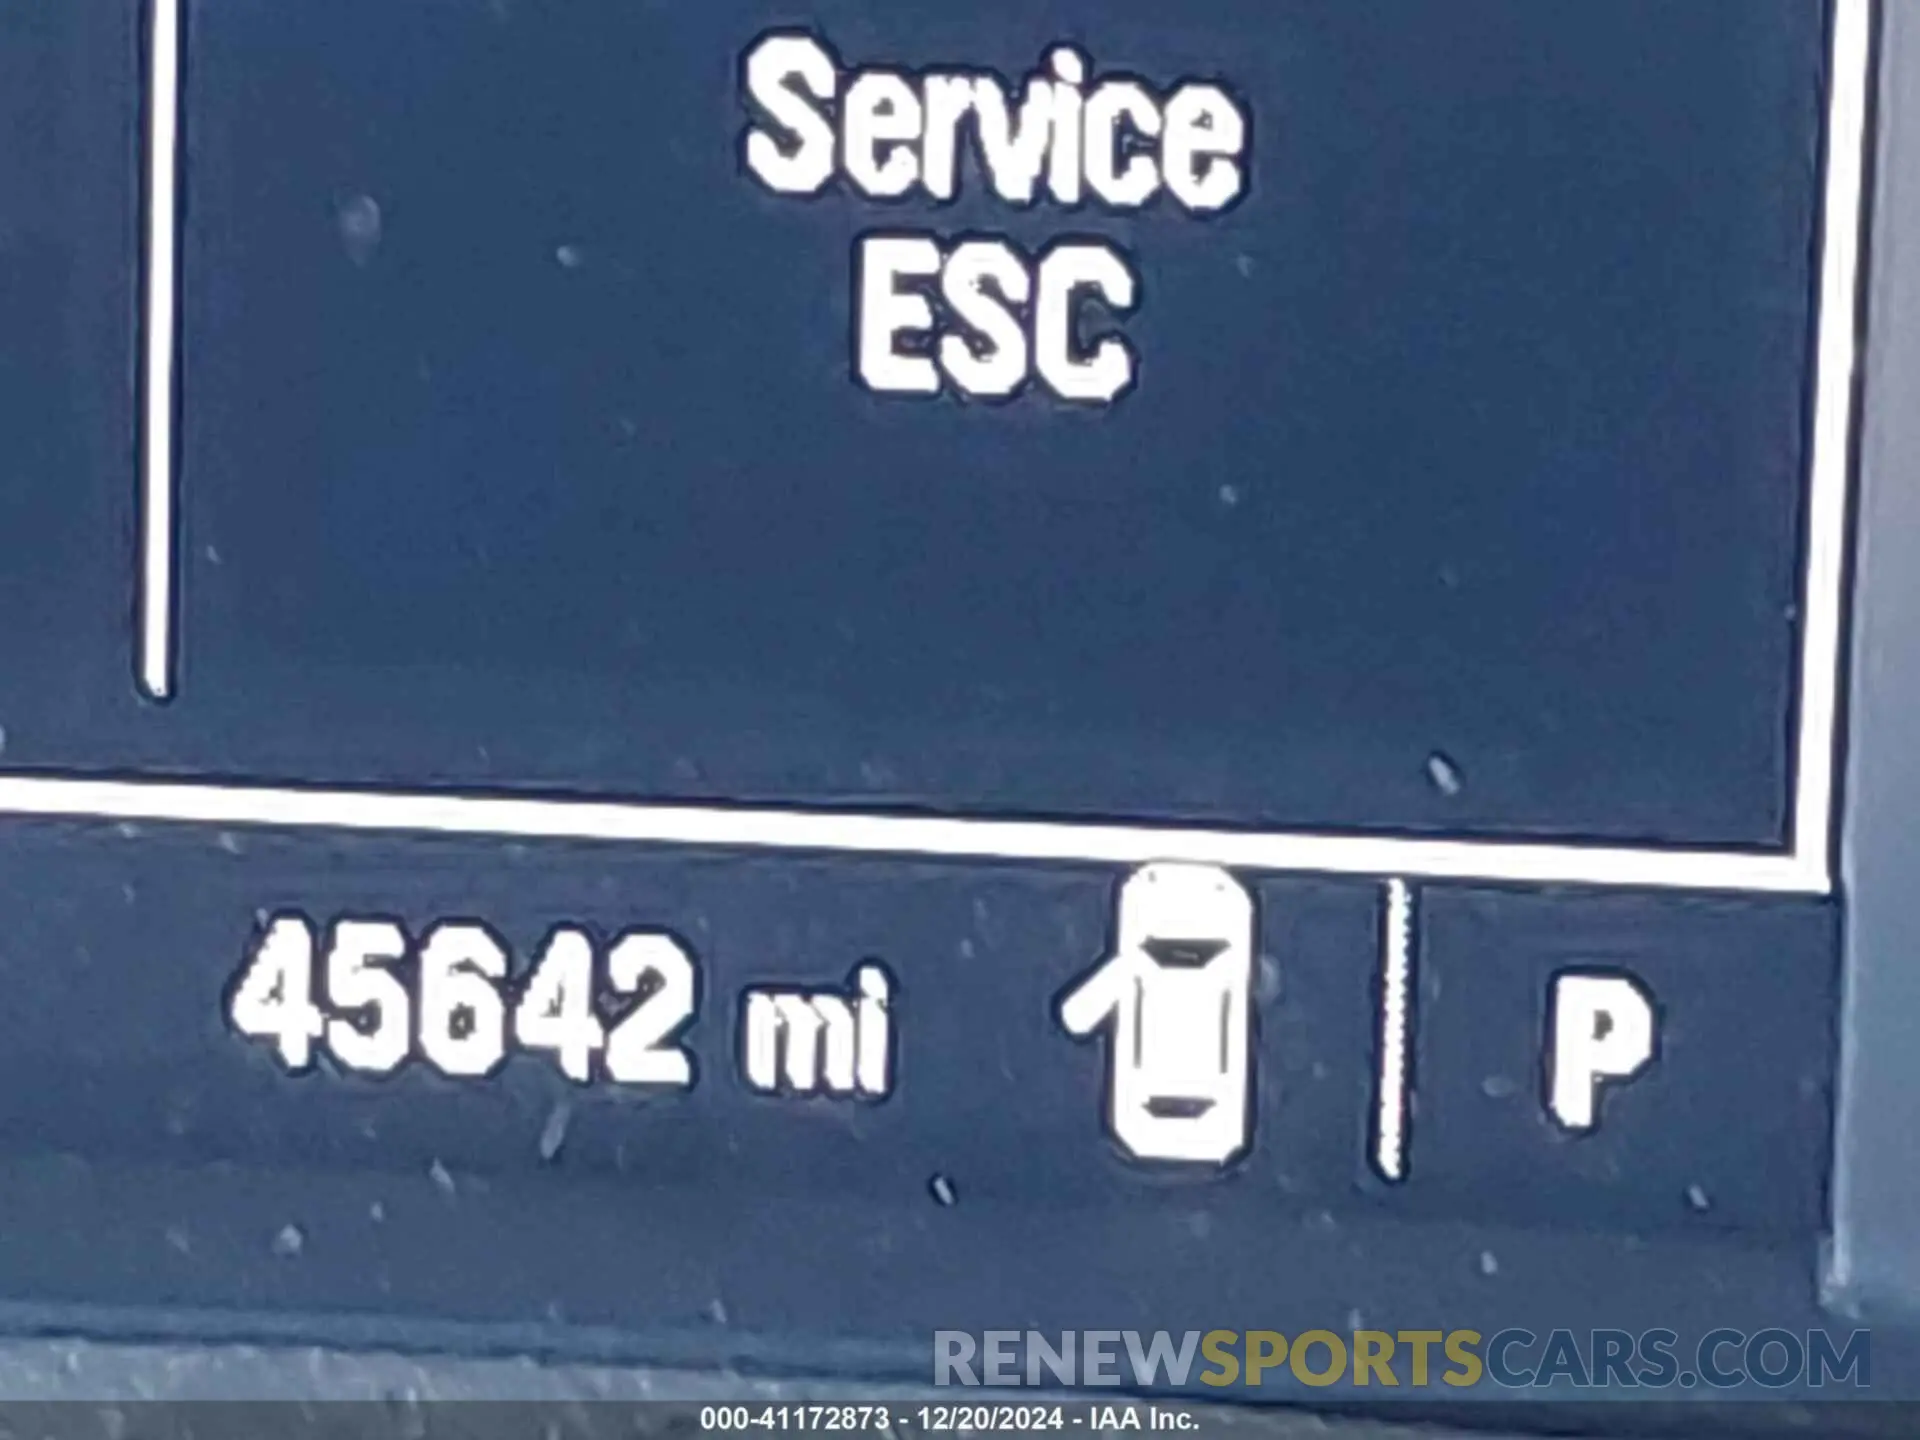 Service
ESC
45642 mi
P
RENEWSPORTSCARS.COM
000-41172873 - 12/20/2024 - IAA Inc.